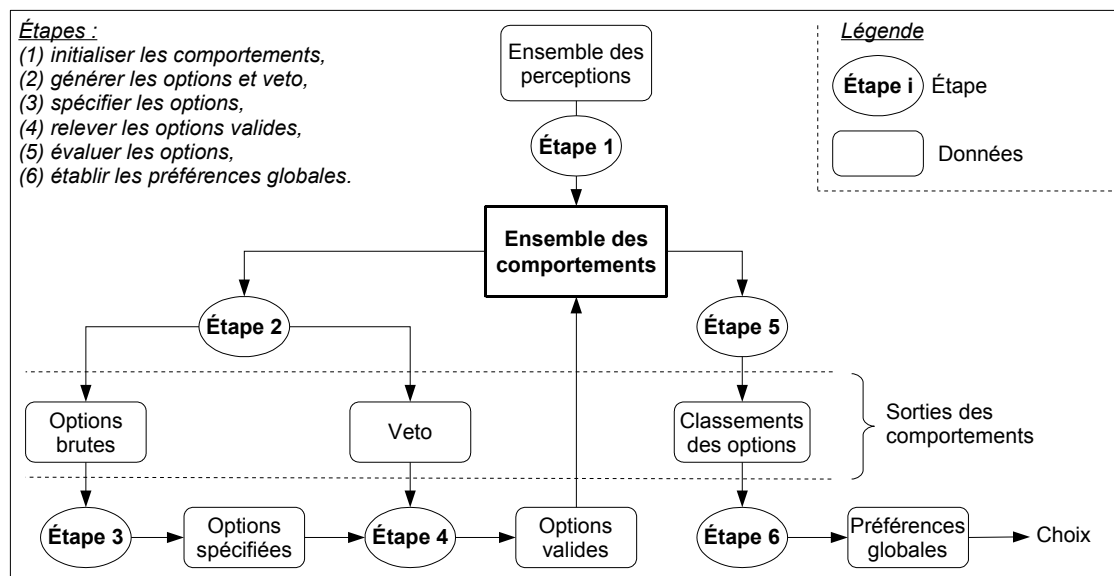 Étapes :
(1) initialiser les comportements,
(2) générer les options et veto,
(3) spécifier les options,
(4) relever les options valides,
(5) évaluer les options,
(6) établir les préférences globales.
Ensemble des
perceptions
Légende
Étape i
Étape
Données
Étape 1
Ensemble des
comportements
Étape 2
Étape 5
Options
brutes
Veto
Classements
des options
Sorties des
comportements
Étape 3
Options
spécifiées
Étape 4
Options
valides
Étape 6
Préférences
globales
Choix